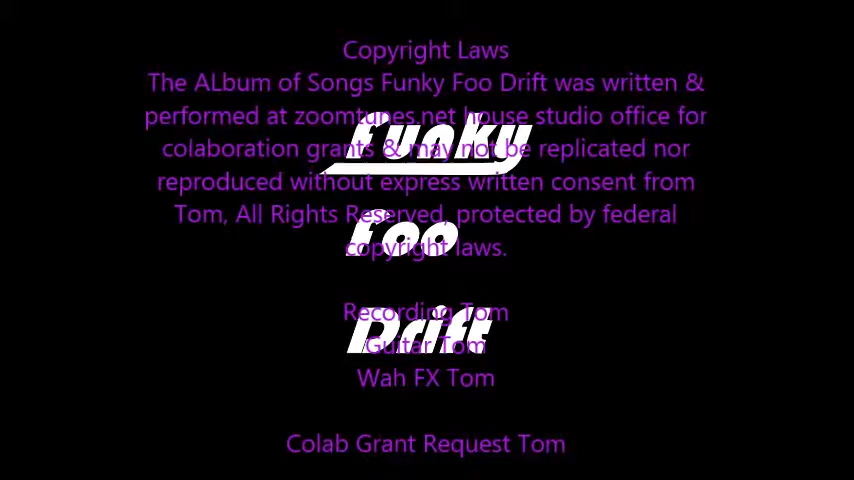 Copyright Laws
The ALbum of Songs Funky Foo Drift was written &
performed at zoomtunes.net house studio office for
colaboration grants & may not be replicated nor
reproduced without express written consent from
Tom, All Rights Reserved, protected by federal
copyright laws.
Recording Tom
Guitar Tom
Wah FX Tom
Colab Grant Request Tom
Funky
Foo
Drift